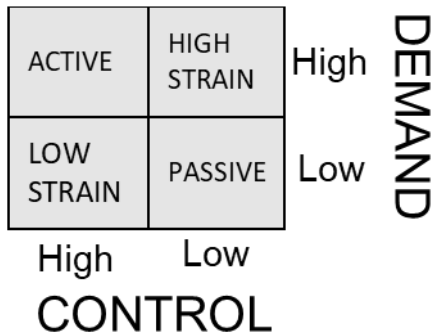 ACTIVE
HIGH
STRAIN
High
LOW
STRAIN
PASSIVE
Low
High
Low
CONTROL
DEMAND